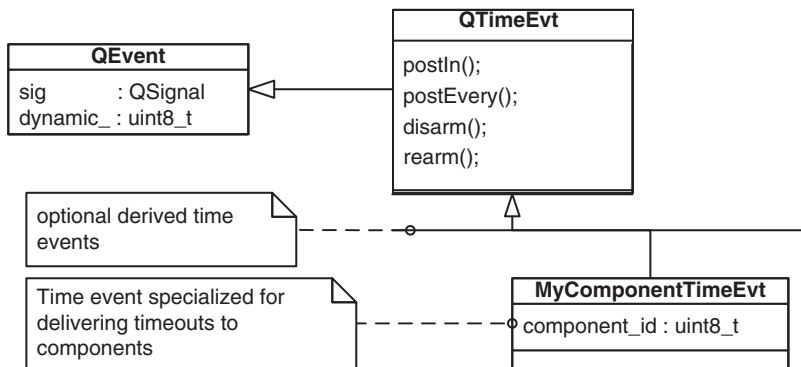 QTimeEvt
postIn();
postEvery();
disarm();
rearm();
QEvent
sig : QSignal
dynamic_ : uint8_t
optional derived time
events
Time event specialized for
delivering timeouts to
components
MyComponentTimeEvt
component_id : uint8_t